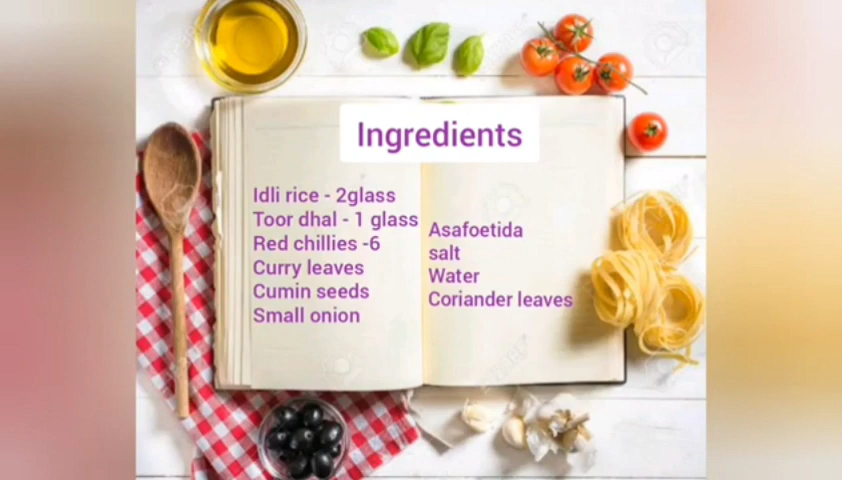 Ingredients
Idli rice - 2glass
Toor dhal - 1 glass
Red chillies -6
Curry leaves
Cumin seeds
Small onion
Asafoetida
salt
Water
Coriander leaves